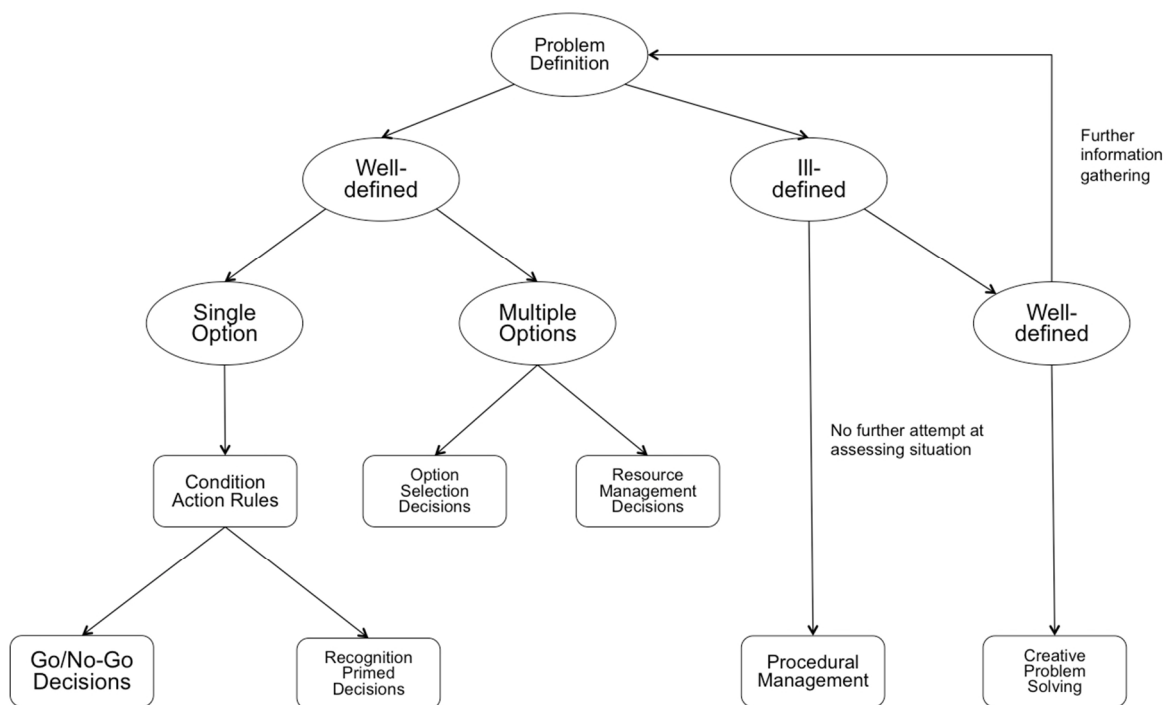 Problem
Definition
Well-
defined
Ill-
defined
Further
information
gathering
Single
Option
Multiple
Options
Well-
defined
No further attempt at
assessing situation
Condition
Action Rules
Option
Selection
Decisions
Resource
Management
Decisions
Go/No-Go
Decisions
Recognition
Primed
Decisions
Procedural
Management
Creative
Problem
Solving